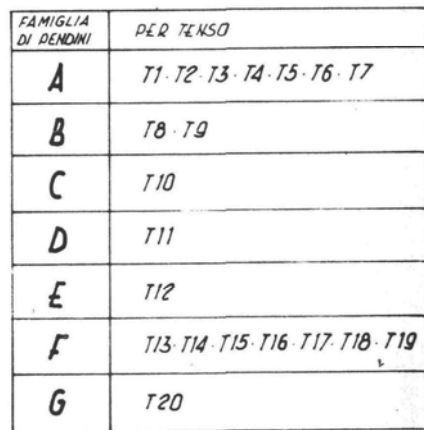 FAMIGLIA DI PENDINI PER TENSO
A T1 · T2 · T3 · T4 · T5 · T6 · T7
B T8 · T9
C T10
D T11
E T12
F T13 · T14 · T15 · T16 · T17 · T18 · T19
G T20